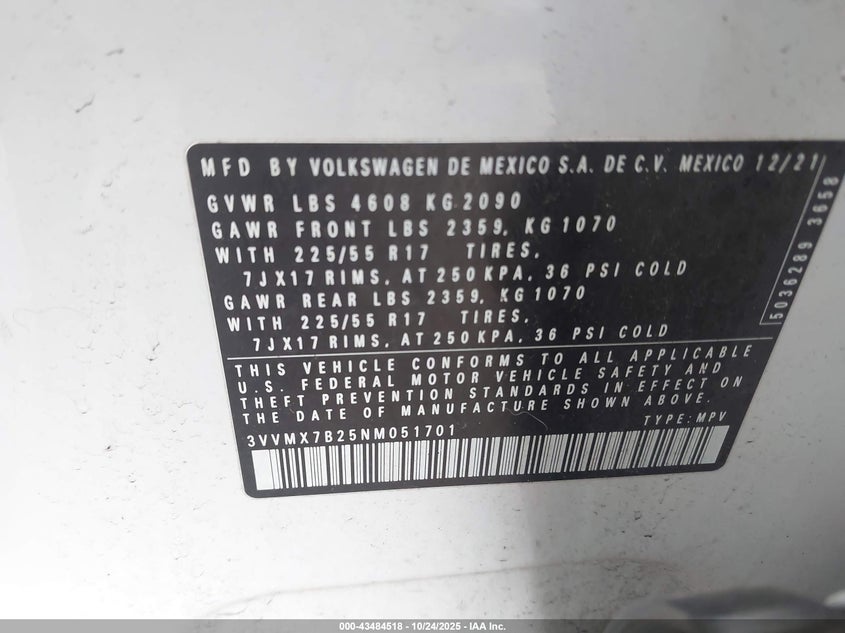 MFD BY VOLKSWAGEN DE MEXICO S.A. DE C.V. MEXICO 12/21
GVWR LBS 4608 KG 2090
GAWR FRONT LBS 2359, KG 1070
WITH 225/55 R17 TIRES,
7JX17 RIMS, AT 250 KPA, 36 PSI COLD
GAWR REAR LBS 2359, KG 1070
WITH 225/55 R17 TIRES,
7JX17 RIMS, AT 250 KPA, 36 PSI COLD
5036289 3658
THIS VEHICLE CONFORMS TO ALL APPLICABLE
U.S. FEDERAL MOTOR VEHICLE SAFETY AND
THEFT PREVENTION STANDARDS IN EFFECT ON
THE DATE OF MANUFACTURE SHOWN ABOVE.
3VVMX7B25NM051701 TYPE: MPV
000-43484518 - 10/24/2025 - IAA Inc.